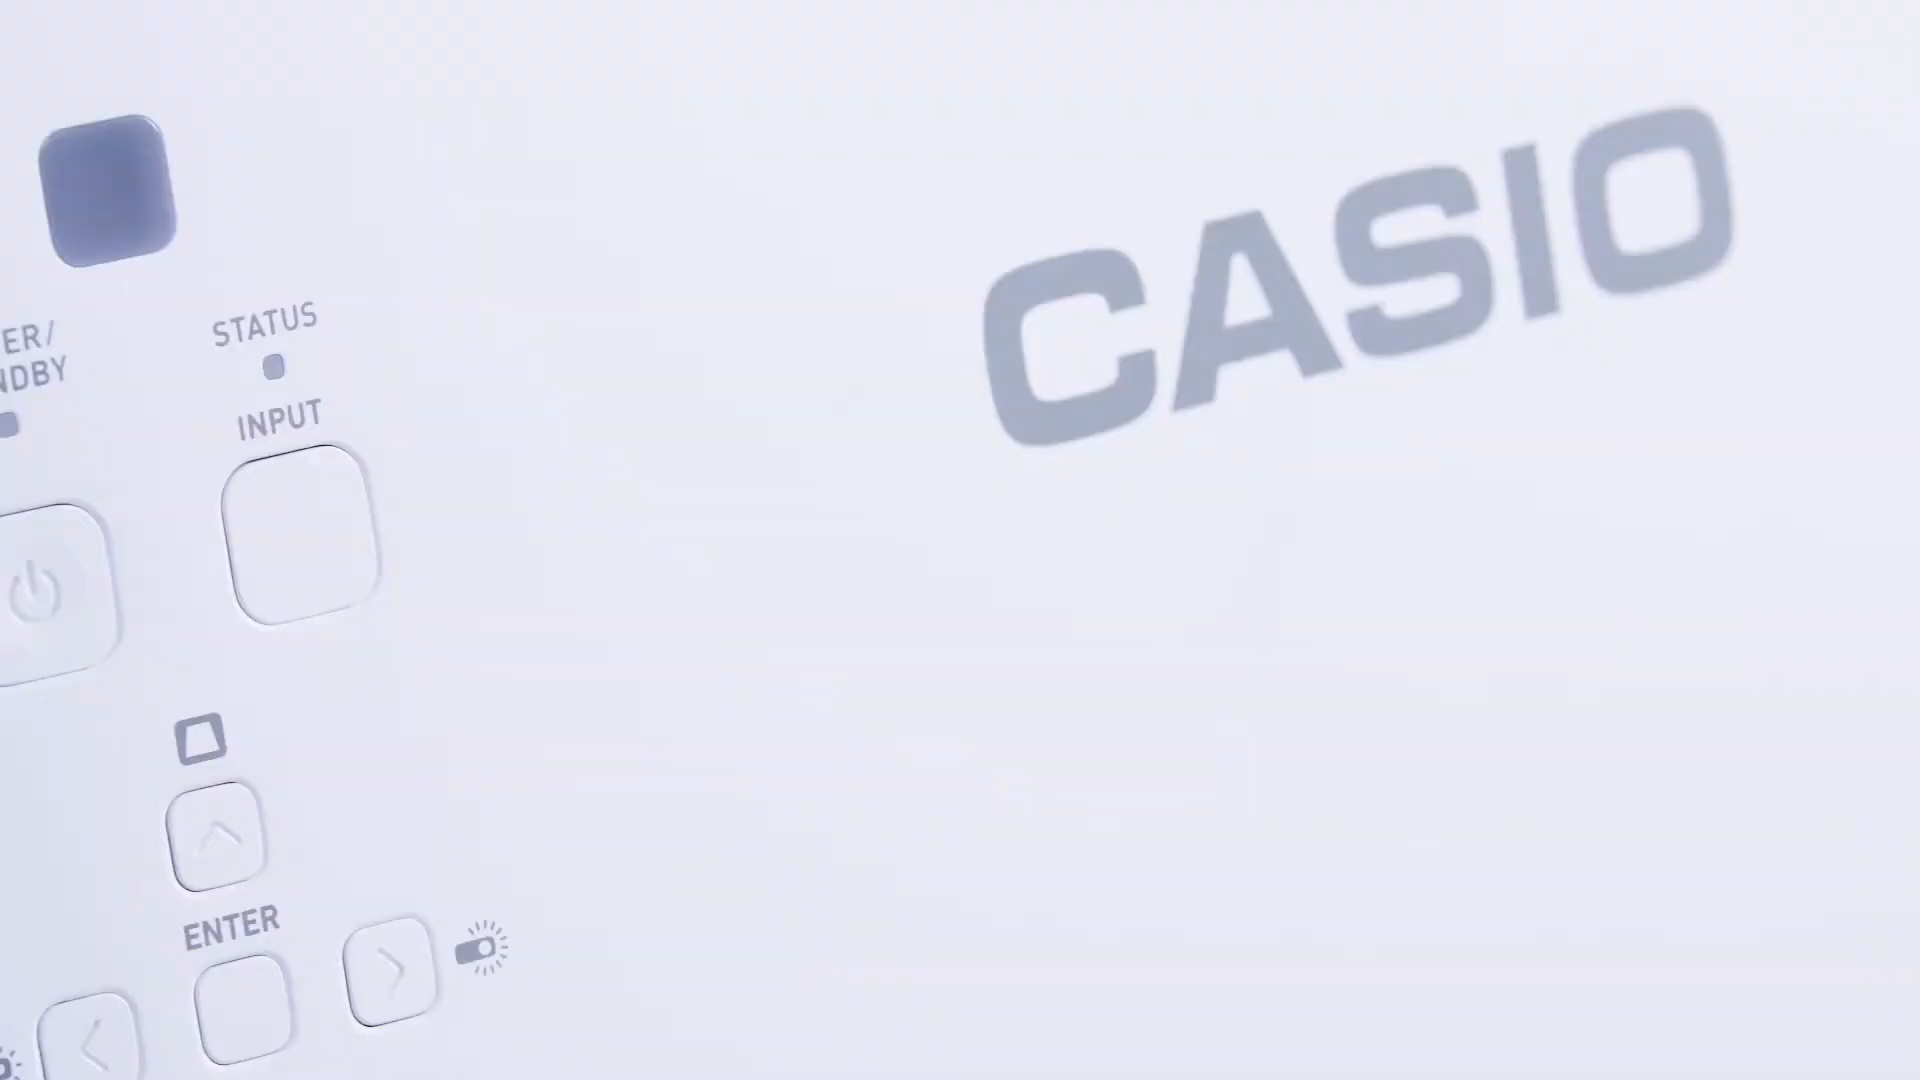 CASIO
STATUS
ER/
NDBY
INPUT
ENTER